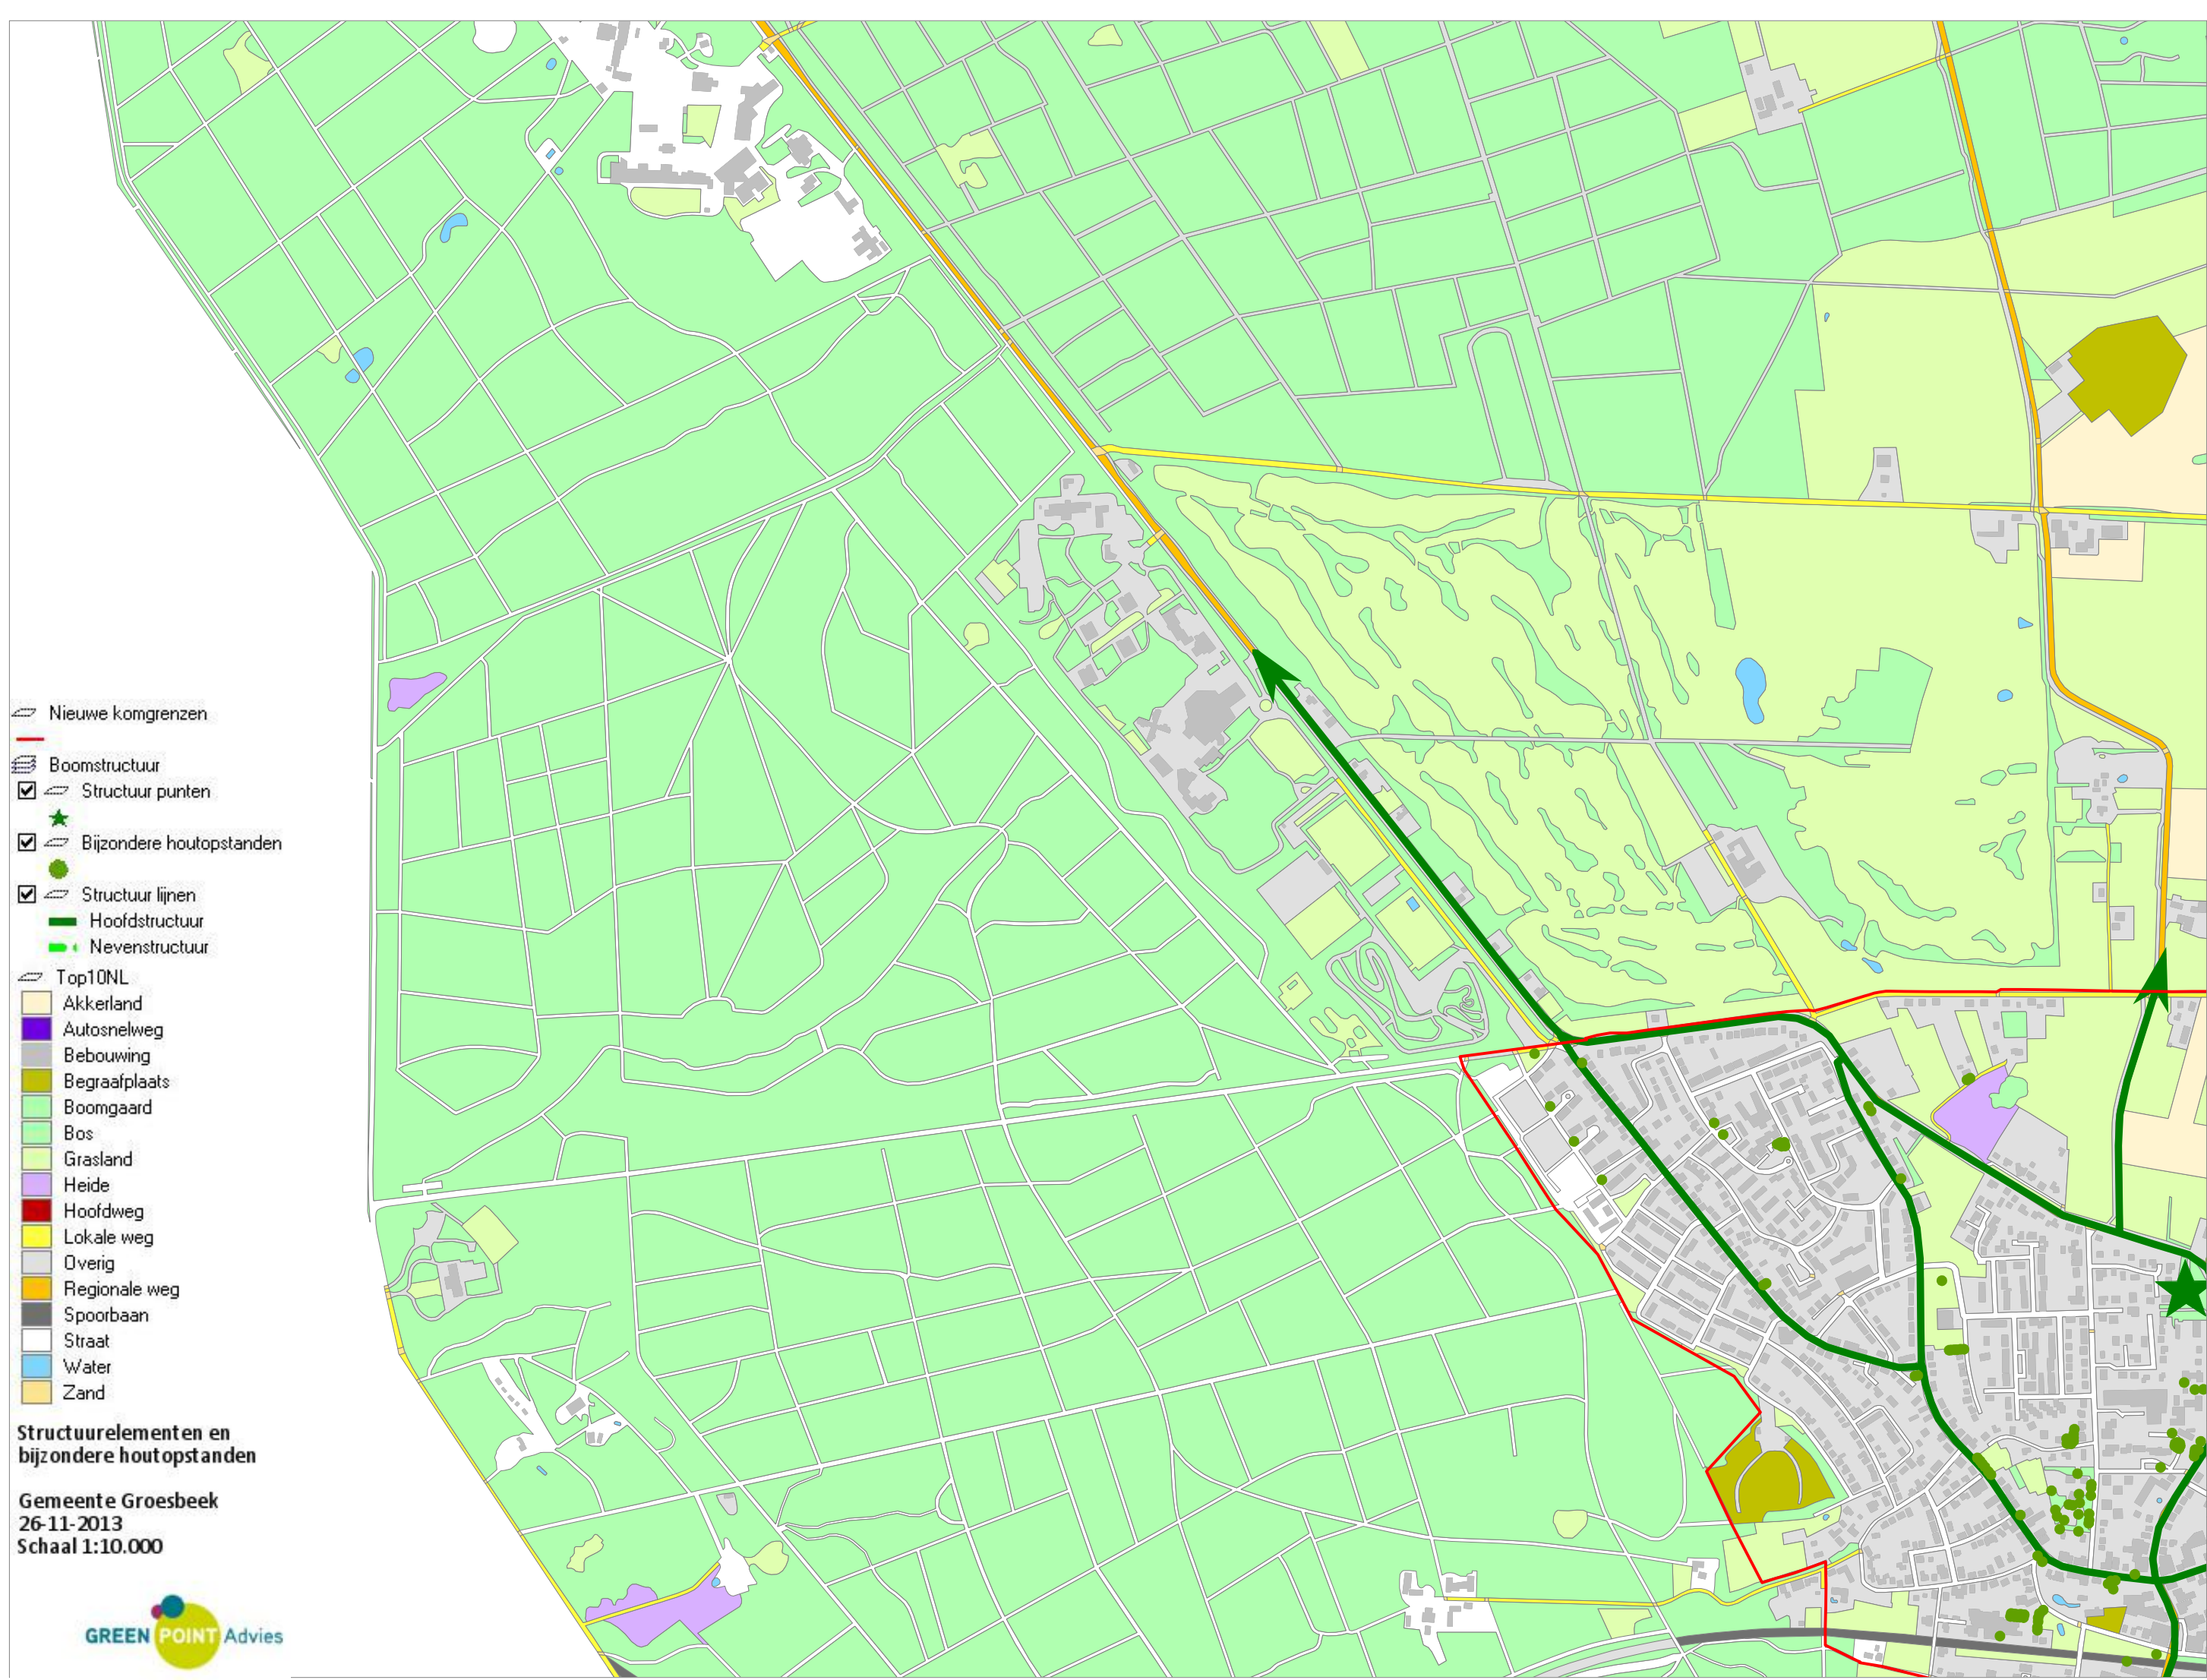 Nieuwe komgrenzen
Boomstructuur
Structuur punten
Bijzondere houtopstanden
Structuur lijnen
Hoofdstructuur
Nevenstructuur
Top10NL
Akkerland
Autosnelweg
Bebouwing
Begraafplaats
Boomgaard
Bos
Grasland
Heide
Hoofdweg
Lokale weg
Overig
Regionale weg
Spoorbaan
Straat
Water
Zand
Structuurelementen en
bijzondere houtopstanden
Gemeente Groesbeek
26-11-2013
Schaal 1:10.000
GREEN POINT Advies